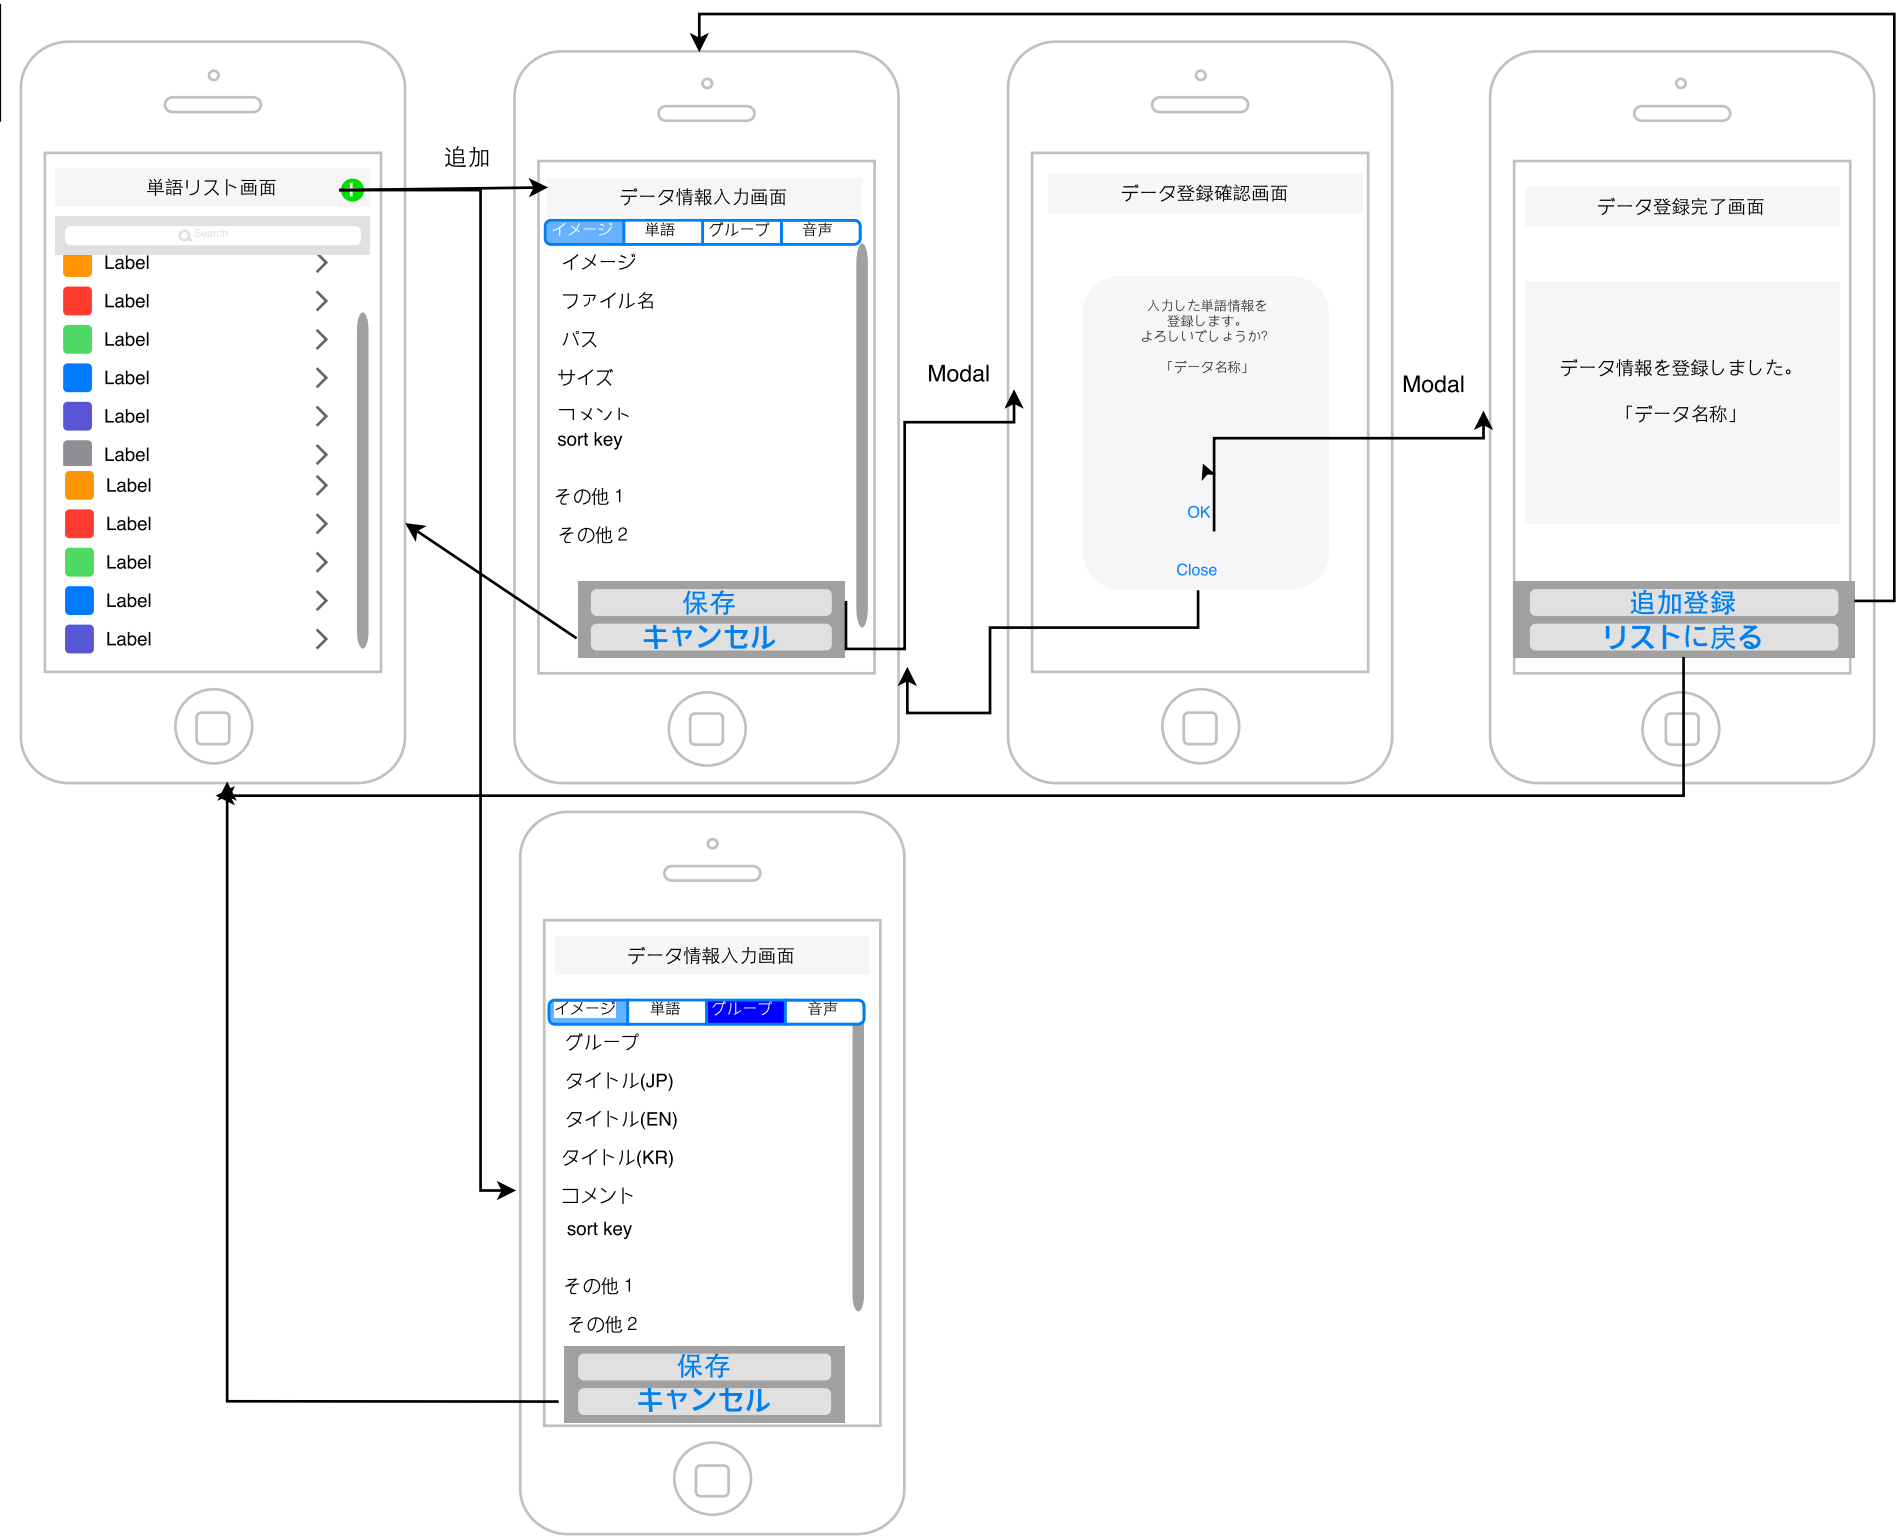 単語リスト画面
Search
Label
Label
Label
Label
Label
Label
Label
Label
Label
Label
Label
追加
データ情報入力画面
イメージ 単語 グループ 音声
イメージ
ファイル名
パス
サイズ
コメント
sort key
その他 1
その他 2
保存
キャンセル
Modal
データ登録確認画面
入力した単語情報を
登録します。
よろしいでしょうか?
「データ名称」
OK
Close
Modal
データ登録完了画面
データ情報を登録しました。
「データ名称」
追加登録
リストに戻る
データ情報入力画面
イメージ 単語 グループ 音声
グループ
タイトル(JP)
タイトル(EN)
タイトル(KR)
コメント
sort key
その他 1
その他 2
保存
キャンセル